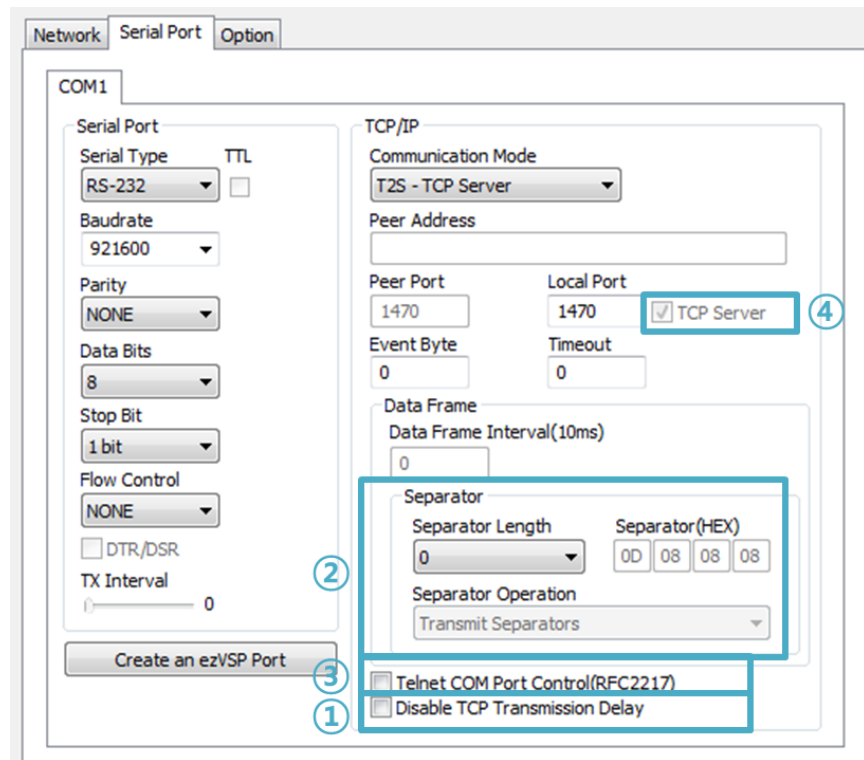 Network Serial Port Option
COM1
Serial Port
Serial Type TTL
RS-232
Baudrate
921600
Parity
NONE
Data Bits
8
Stop Bit
1 bit
Flow Control
NONE
DTR/DSR
TX Interval
0
Create an ezVSP Port
TCP/IP
Communication Mode
T2S - TCP Server
Peer Address
Peer Port Local Port
1470 1470 TCP Server ④
Event Byte Timeout
0 0
Data Frame
Data Frame Interval(10ms)
0
② Separator
Separator Length Separator(HEX)
0 0D 08 08 08
Separator Operation
Transmit Separators
③ Telnet COM Port Control(RFC2217)
① Disable TCP Transmission Delay